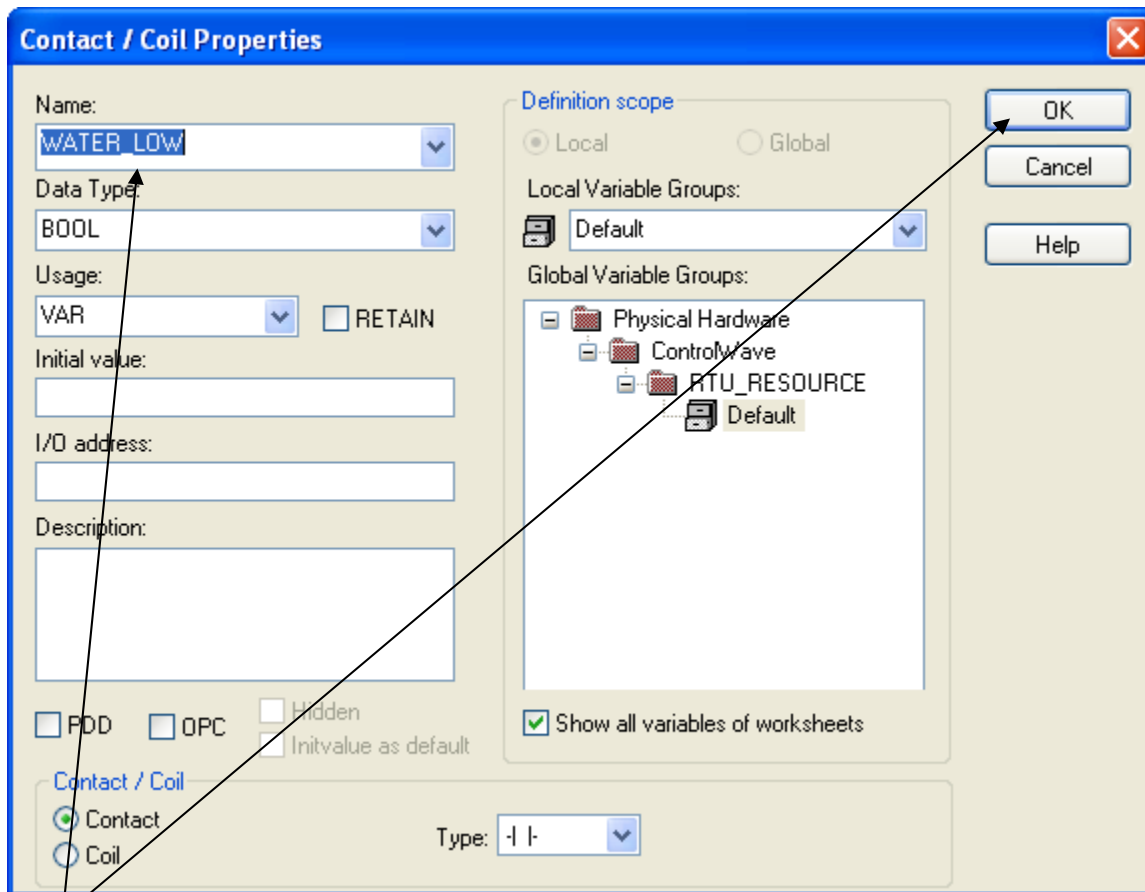 Contact / Coil Properties
Name:
WATER_LOW
Data Type:
BOOL
Usage:
VAR
RETAIN
Initial value:
I/O address:
Description:
PDD
OPC
Hidden
Initvalue as default
Definition scope
Local
Global
Local Variable Groups:
Default
Global Variable Groups:
Physical Hardware
ControlWave
RTU_RESOURCE
Default
Show all variables of worksheets
OK
Cancel
Help
Contact / Coil
Contact
Coil
Type: -| |-